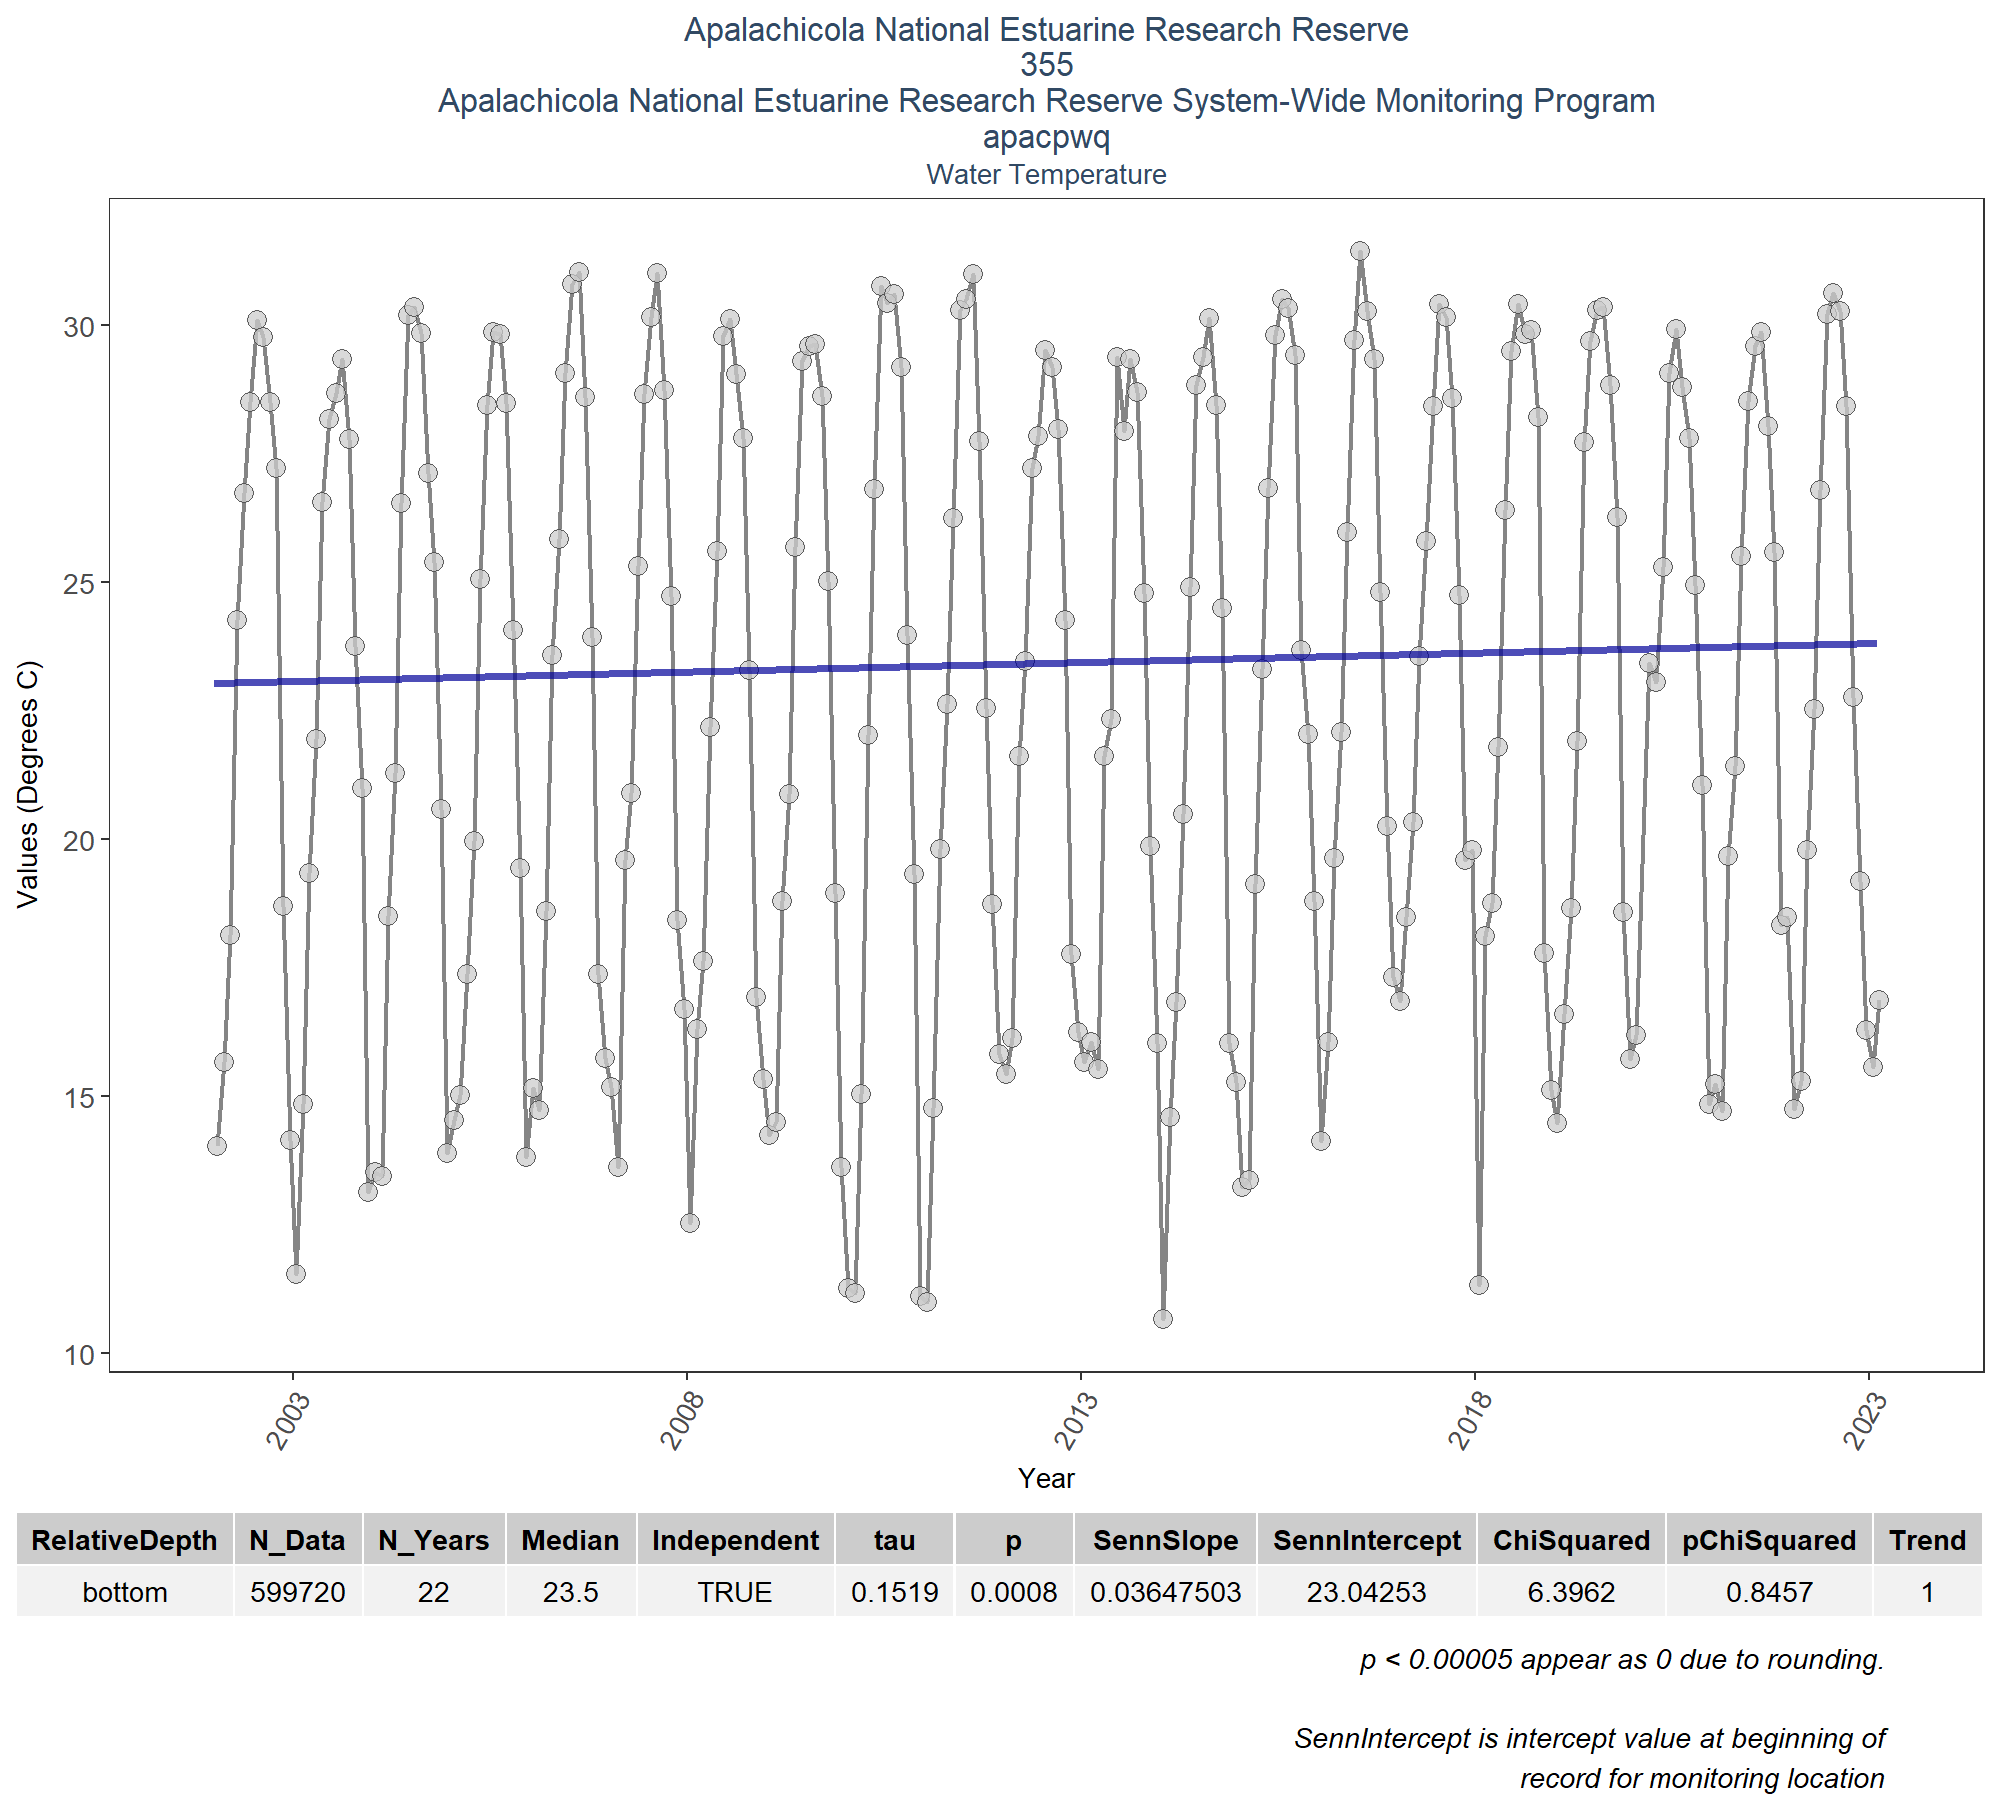 Apalachicola National Estuarine Research Reserve
355
Apalachicola National Estuarine Research Reserve System-Wide Monitoring Program
apacpwq
Water Temperature
Values (Degrees C)
30
25
20
15
10
2003
2008
2013
2018
2023
Year
RelativeDepth N_Data N_Years Median Independent tau p SennSlope SennIntercept ChiSquared pChiSquared Trend
bottom 599720 22 23.5 TRUE 0.1519 0.0008 0.03647503 23.04253 6.3962 0.8457 1
p < 0.00005 appear as 0 due to rounding.
SennIntercept is intercept value at beginning of
record for monitoring location